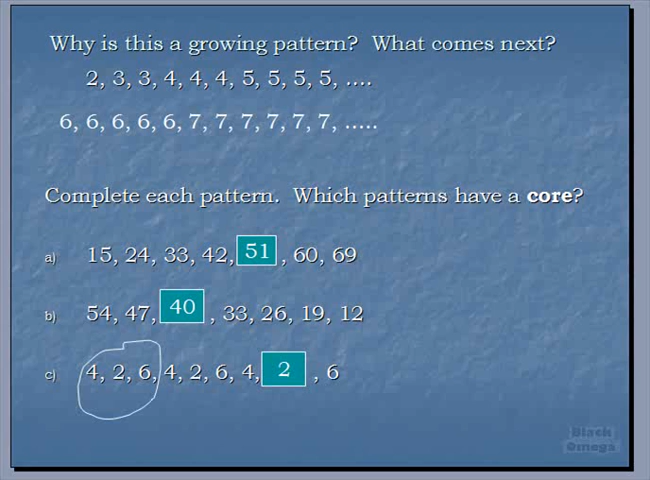 Why is this a growing pattern? What comes next?
2, 3, 3, 4, 4, 4, 5, 5, 5, 5, ....
6, 6, 6, 6, 6, 7, 7, 7, 7, 7, 7, .....
Complete each pattern. Which patterns have a core?
a) 15, 24, 33, 42, 51 , 60, 69
b) 54, 47, 40 , 33, 26, 19, 12
c) 4, 2, 6, 4, 2, 6, 4, 2 , 6
Black
Omega